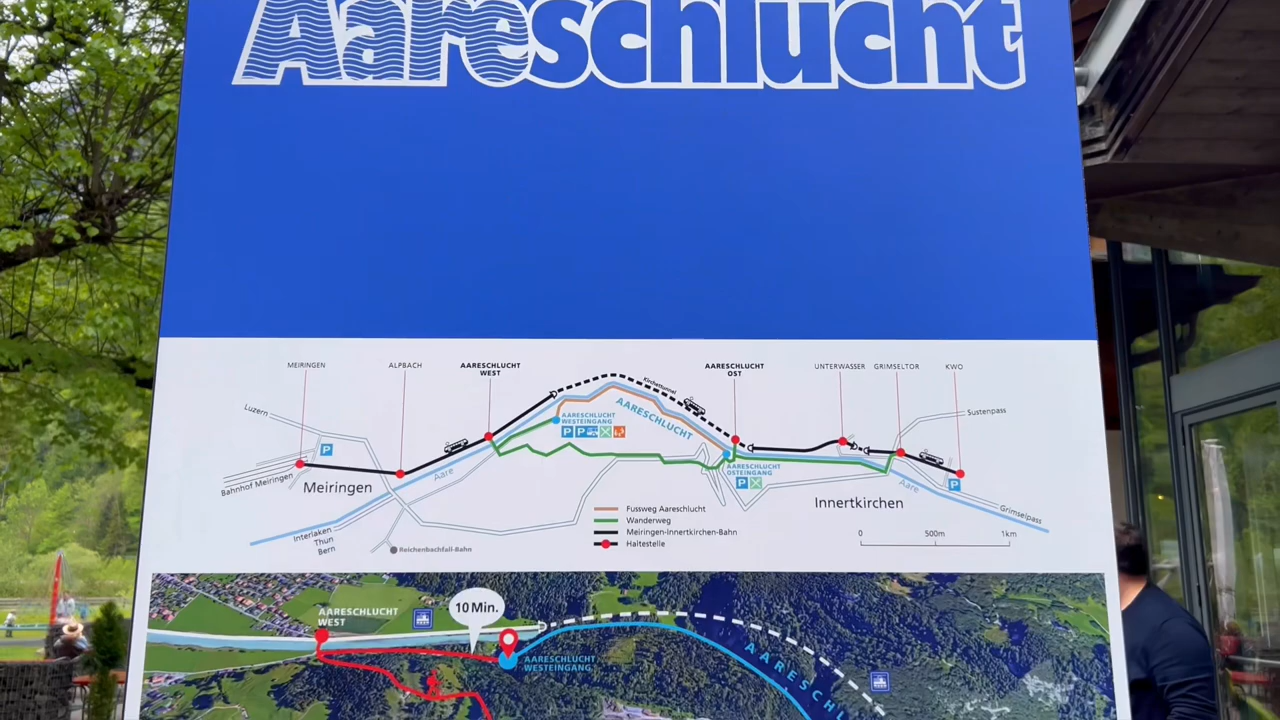 Aareschlucht
MEIRINGEN
ALPBACH
AARESCHLUCHT
WEST
AARESCHLUCHT
OST
UNTERWASSER
GRIMSELTOR
KWO
Luzern
Kirchettunnel
AARESCHLUCHT
WESTEINGANG
P P
AARESCHLUCHT
Sustenpass
P
Bahnhof Meiringen
Meiringen
Aare
AARESCHLUCHT
OSTEINGANG
P
Innertkirchen
Aare
P
Grimselpass
Interlaken
Thun
Bern
Reichenbachfall-Bahn
Fussweg Aareschlucht
Wanderweg
Meiringen-Innertkirchen-Bahn
Haltestelle
0 500m 1km
AARESCHLUCHT
WEST
10 Min.
AARESCHLUCHT
WESTEINGANG
AARESCHL